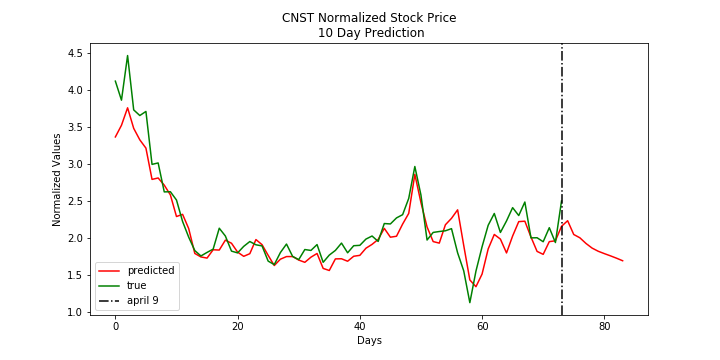 CNST Normalized Stock Price
10 Day Prediction
Normalized Values
4.5
4.0
3.5
3.0
2.5
2.0
1.5
1.0
predicted
true
april 9
0
20
40
60
80
Days